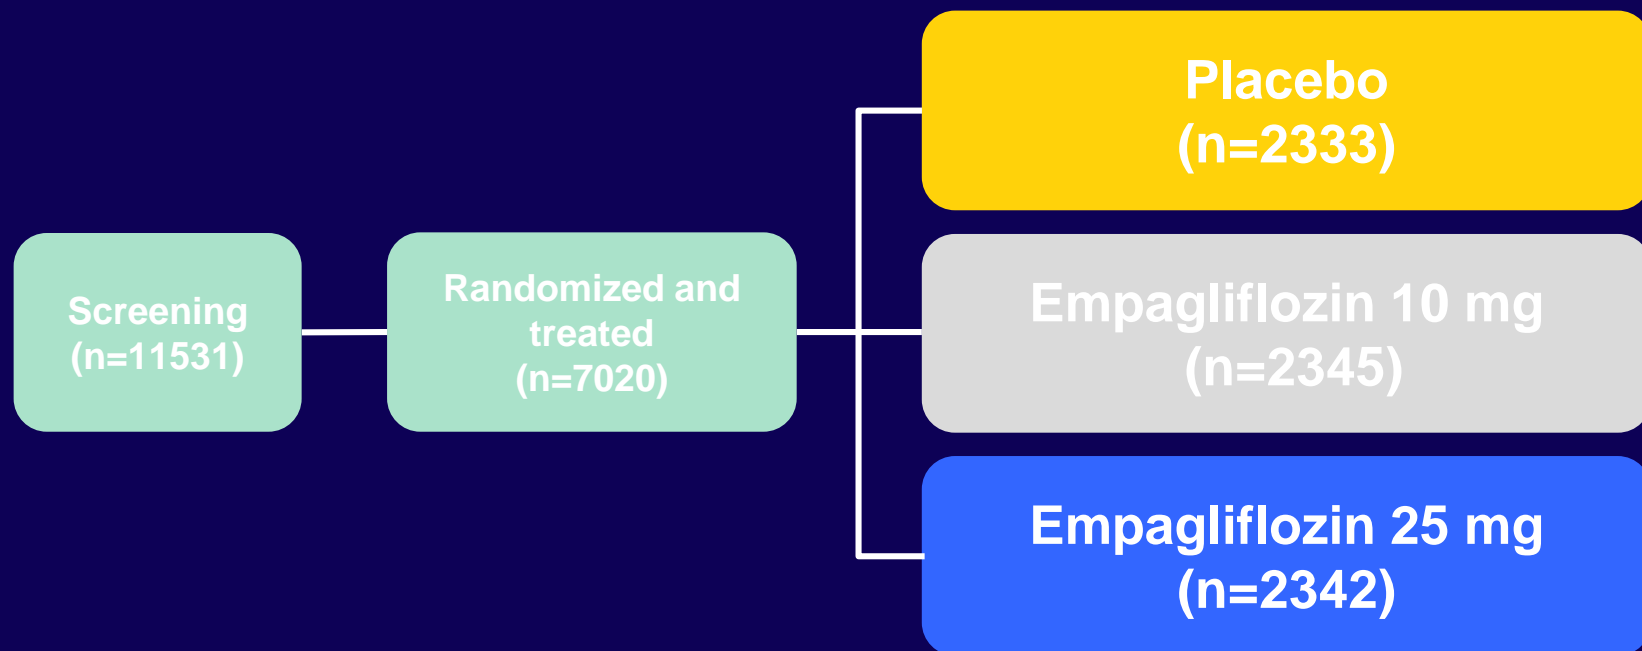 Screening
(n=11531)
Randomized and
treated
(n=7020)
Placebo
(n=2333)
Empagliflozin 10 mg
(n=2345)
Empagliflozin 25 mg
(n=2342)